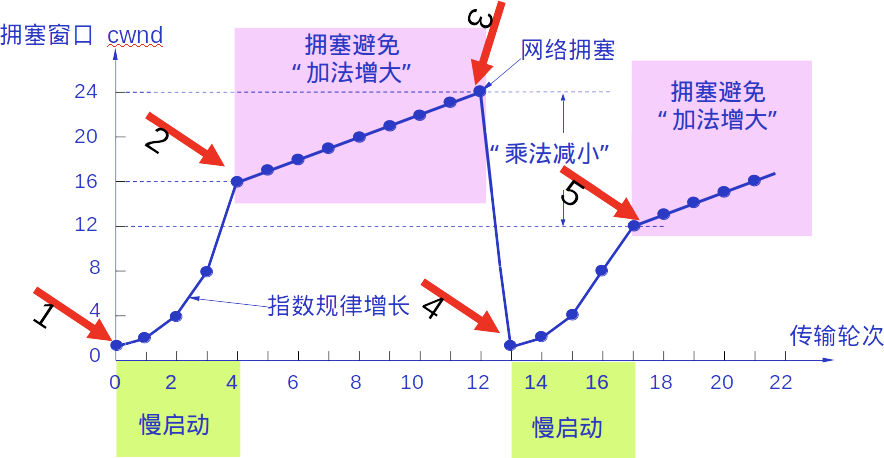 拥塞窗口 cwnd
拥塞避免
“加法增大”
3
网络拥塞
拥塞避免
“加法增大”
24
20
2
“乘法减小”
16
5
12
8
指数规律增长
1
4
4
传输轮次
0
0 2 4 6 8 10 12 14 16 18 20 22
慢启动
慢启动